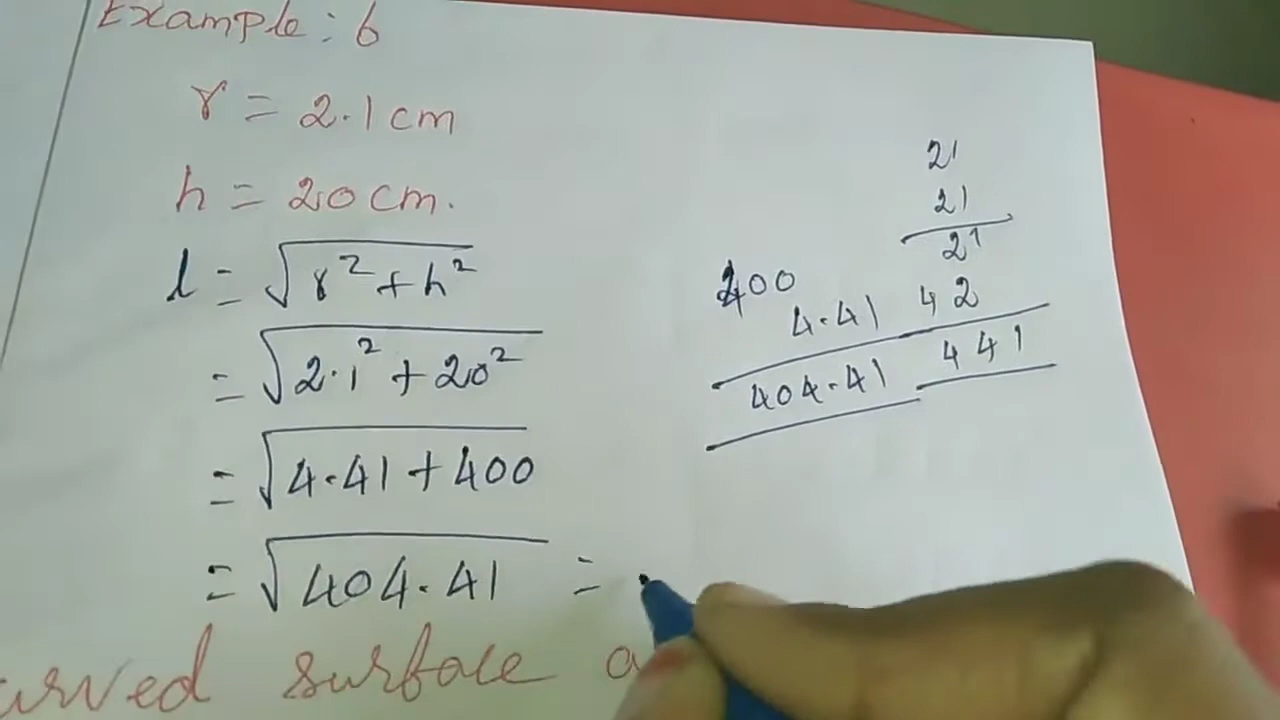 Example: 6
r = 2.1 cm
h = 20 cm.
l = √r² + h²
= √2.1² + 20²
= √4.41 + 400
= √404.41 =
urved surface a
21
21
21
42
441
400
4.41
404.41